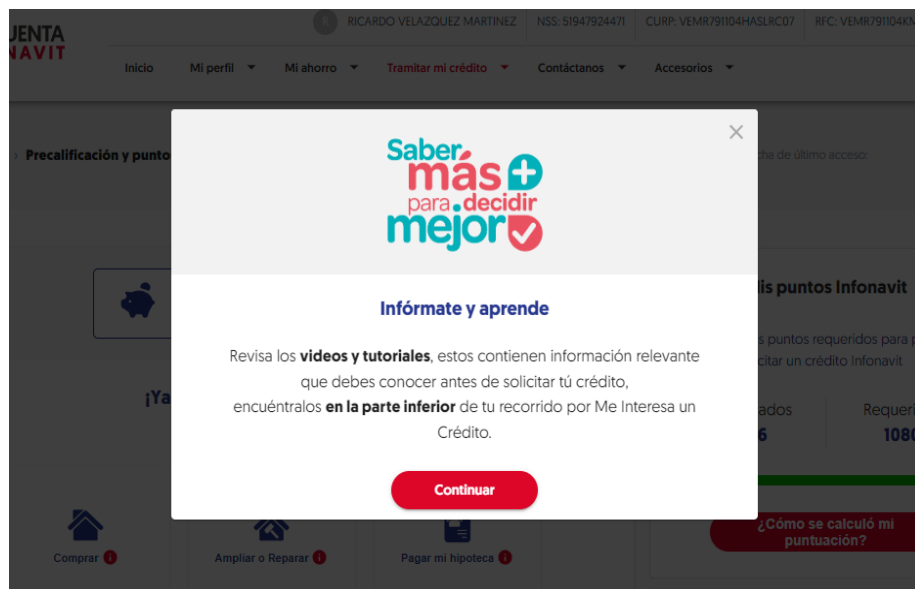 UENTA
NAVIT
R RICARDO VELAZQUEZ MARTINEZ NSS: 51947924471 CURP: VEMR791104HASLRC07 RFC: VEMR791104KM
Inicio Mi perfil Mi ahorro Tramitar mi crédito Contáctanos Accesorios
› Precalificación y punto
cha de último acceso:
Saber
más +
para decidir
mejor
Infórmate y aprende
Revisa los videos y tutoriales, estos contienen información relevante
que debes conocer antes de solicitar tú crédito,
encuéntralos en la parte inferior de tu recorrido por Me Interesa un
Crédito.
Continuar
lis puntos Infonavit
s puntos requeridos para p
citar un crédito Infonavit
¡Ya
ados Requeri
6 1080
¿Cómo se calculó mi
puntuación?
Comprar i Ampliar o Reparar i Pagar mi hipoteca i